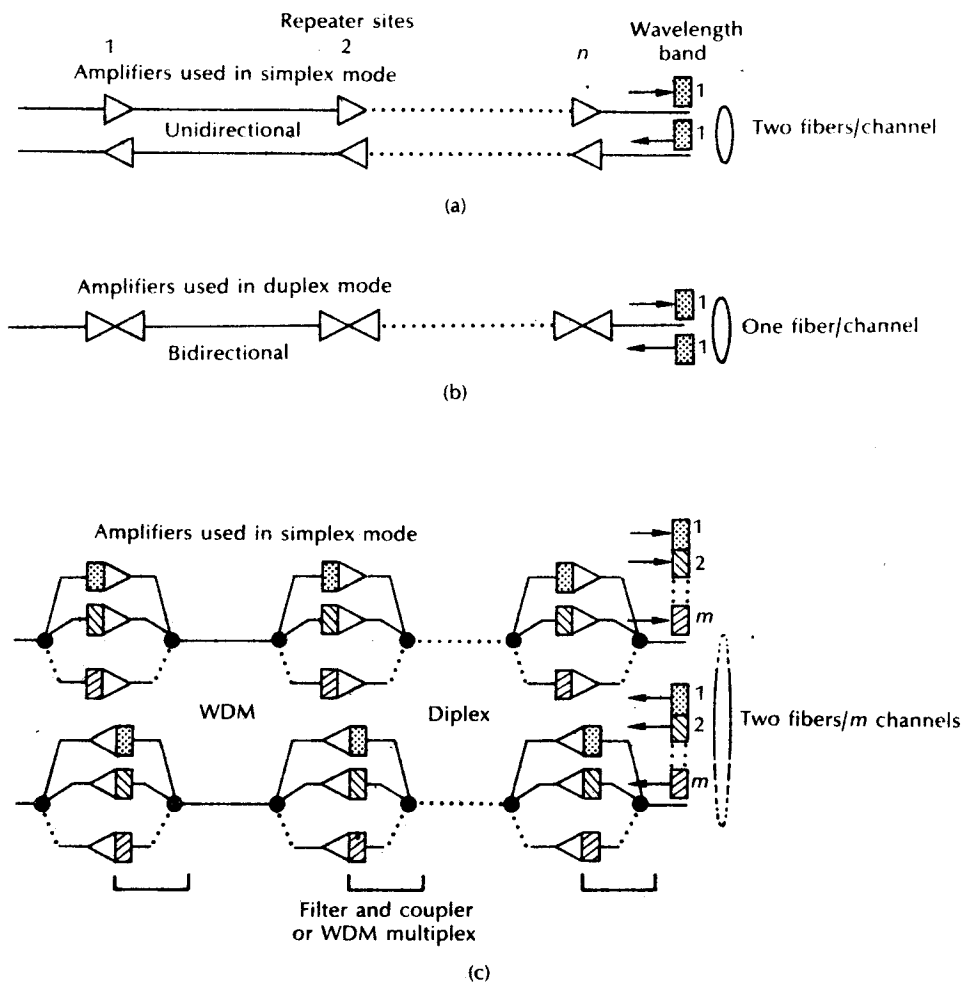 Repeater sites
1 2 n
Wavelength
band
Amplifiers used in simplex mode
1
Unidirectional
1
Two fibers/channel
(a)
Amplifiers used in duplex mode
1
One fiber/channel
Bidirectional
1
(b)
Amplifiers used in simplex mode
1
2
m
WDM
Diplex
1
2
Two fibers/m channels
m
Filter and coupler
or WDM multiplex
(c)